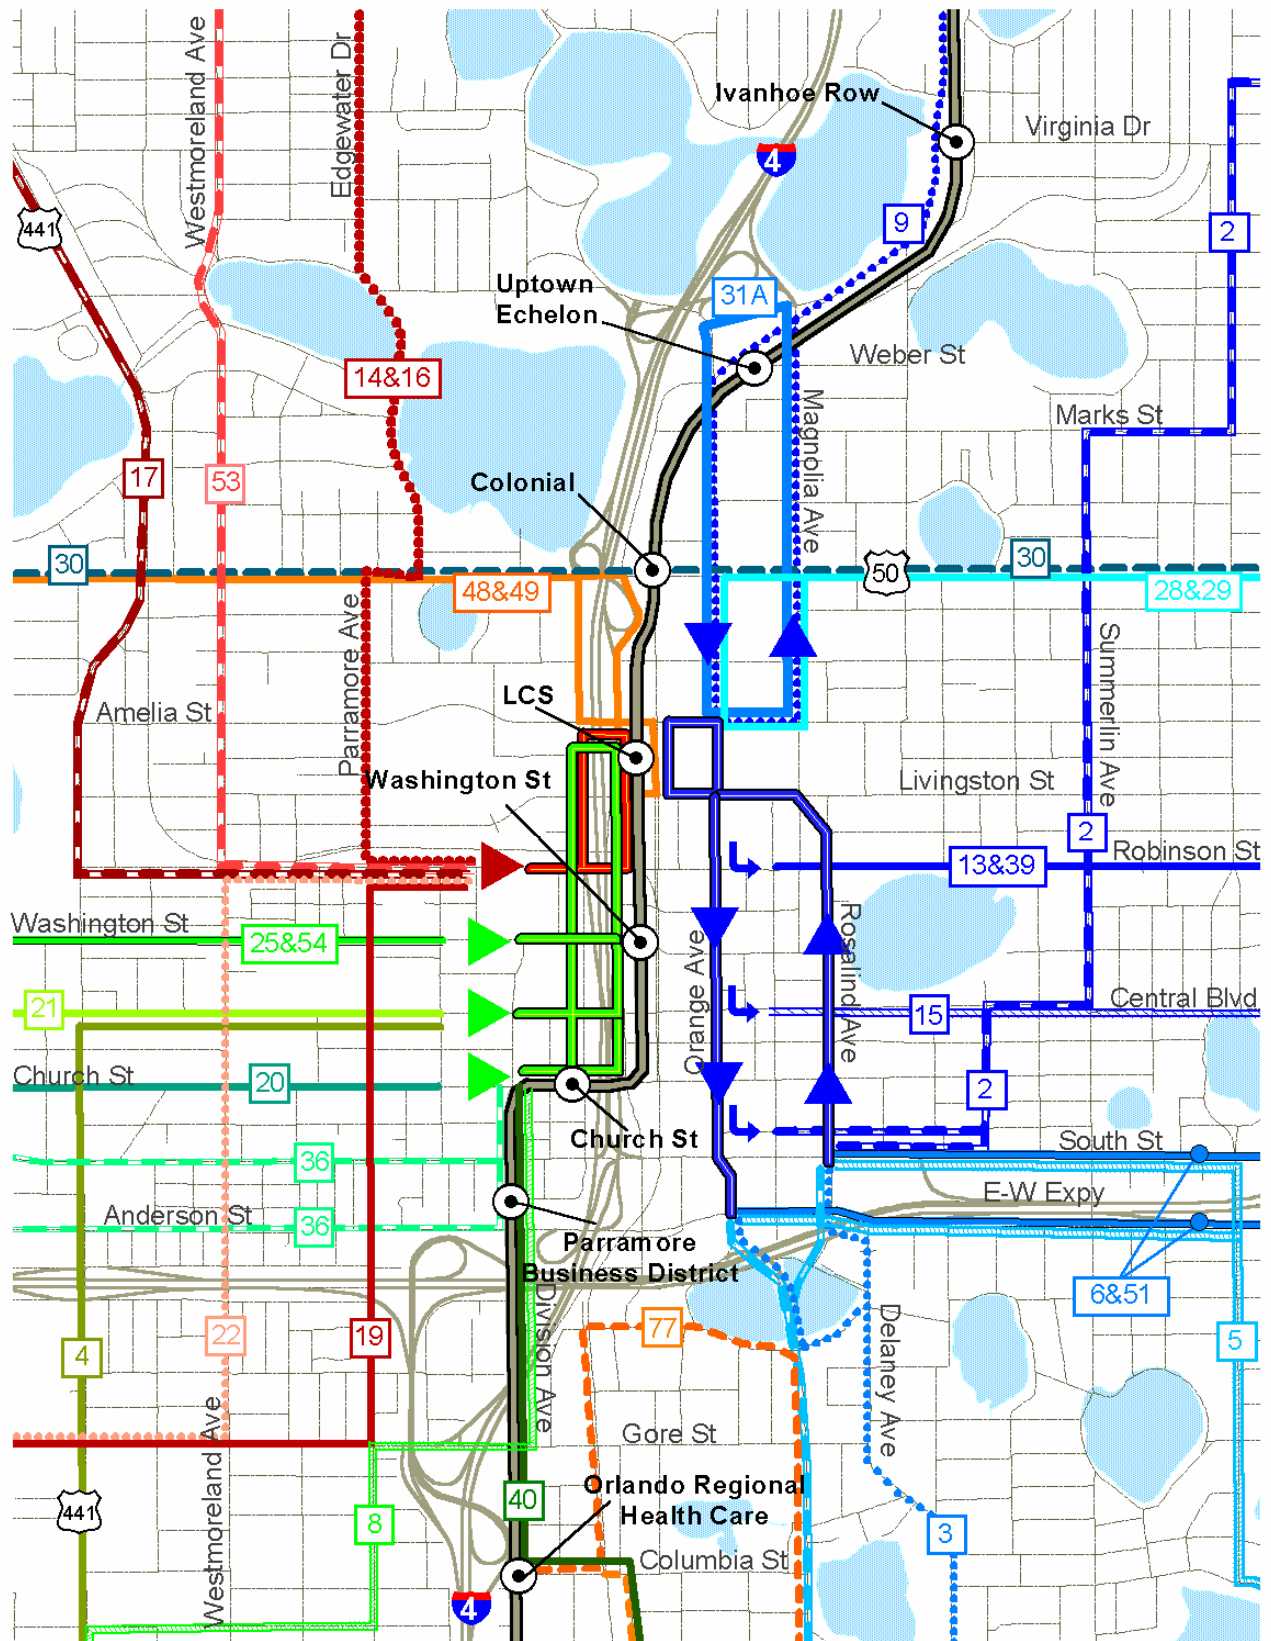 Westmoreland Ave
Edgewater Dr
Ivanhoe Row
Virginia Dr
4
441
9
2
Uptown
Echelon
31A
Weber St
14&16
Magnolia Ave
Marks St
17
53
Colonial
30
50
30
48&49
28&29
Parramore Ave
Summerlin Ave
LCS
Amelia St
Washington St
Livingston St
2
Robinson St
13&39
Washington St
25&54
Orange Ave
Rosalind Ave
21
15
Central Blvd
Church St
20
2
Church St
South St
36
E-W Expy
Anderson St
36
Parramore
Business District
6&51
Division Ave
77
Delaney Ave
22
19
5
4
Westmoreland Ave
Gore St
40
Orlando Regional
Health Care
441
8
3
Columbia St
4